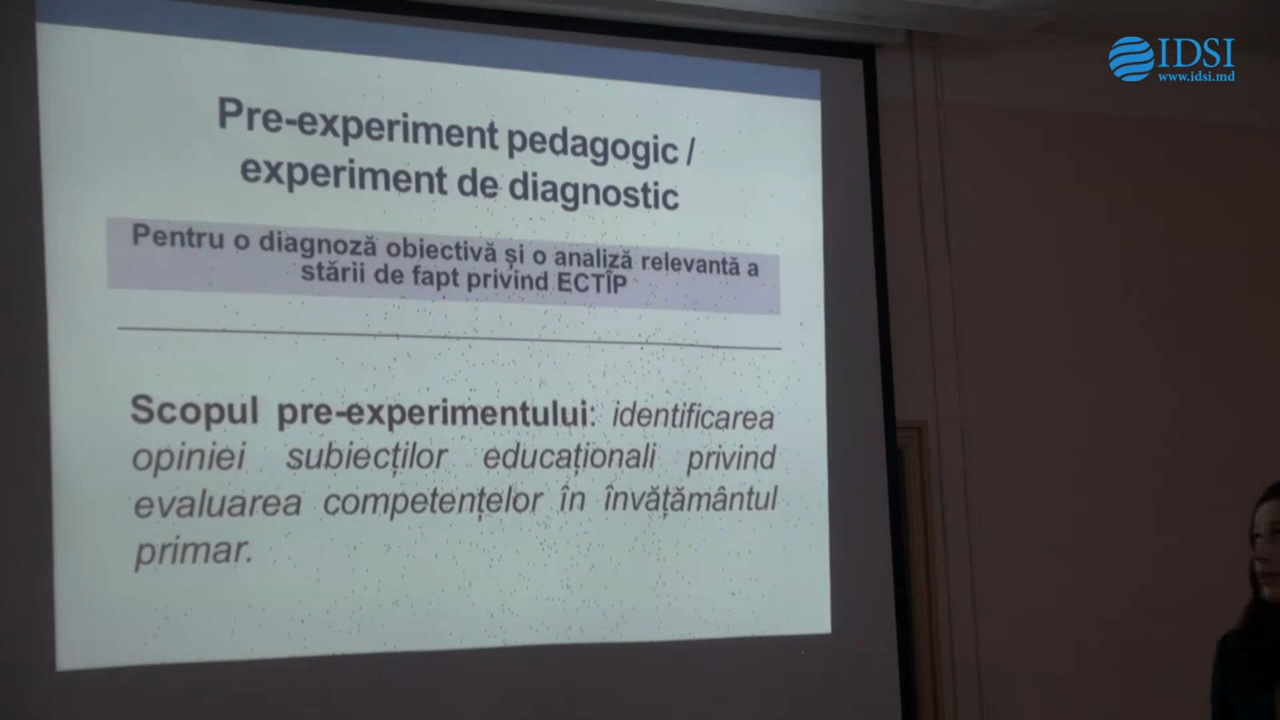 IDSI
www.idsi.md
Pre-experiment pedagogic /
experiment de diagnostic
Pentru o diagnoză obiectivă și o analiză relevantă a
stării de fapt privind ECTÎP
Scopul pre-experimentului: identificarea
opiniei subiecților educaționali privind
evaluarea competențelor în învățământul
primar.